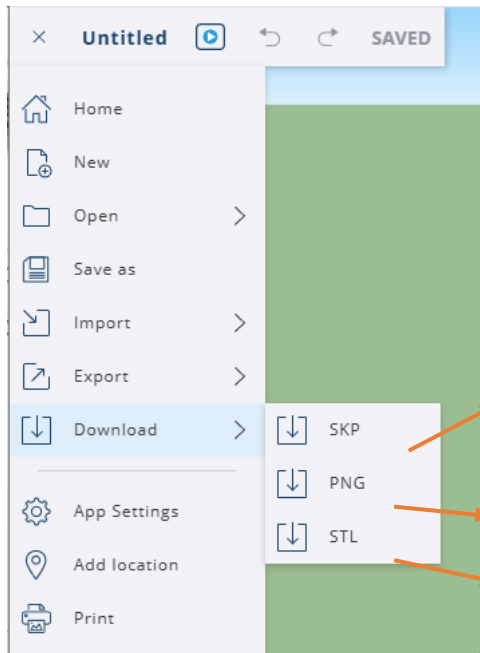 Untitled SAVED
Home
New
Open
Save as
Import
Export
Download
SKP
PNG
STL
App Settings
Add location
Print